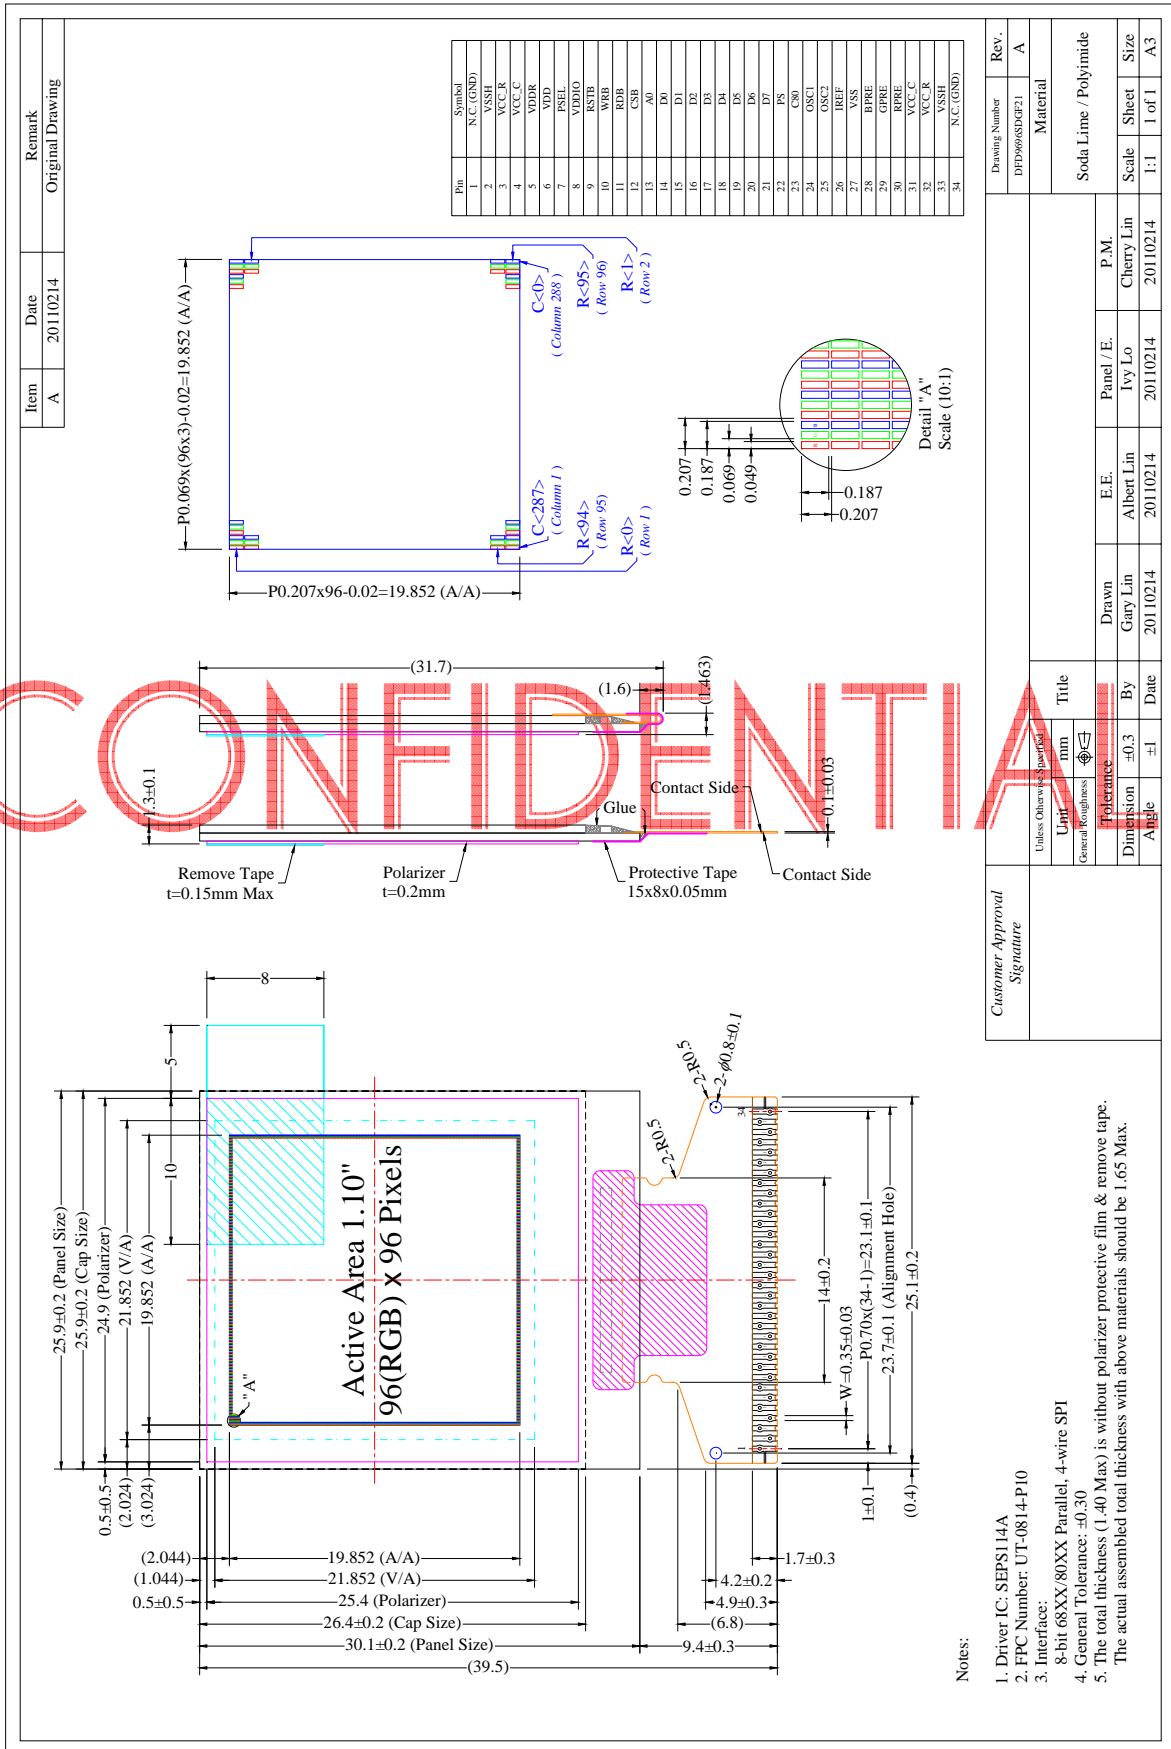 Item Date Remark
A 20110214 Original Drawing
P0.069x(96x3)-0.02=19.852 (A/A)
P0.207x96-0.02=19.852 (A/A)
C<287>
( Column 1 )
R<94>
( Row 95)
R<0>
( Row 1 )
C<0>
( Column 288 )
R<95>
( Row 96)
R<1>
( Row 2 )
Pin Symbol
1 N.C. (GND)
2 VSSH
3 VCC_R
4 VCC_C
5 VDDR
6 VDD
7 PSEL
8 VDDIO
9 RSTB
10 WRB
11 RDB
12 CSB
13 A0
14 D0
15 D1
16 D2
17 D3
18 D4
19 D5
20 D6
21 D7
22 PS
23 C80
24 OSC1
25 OSC2
26 IREF
27 VSS
28 BPRE
29 GPRE
30 RPRE
31 VCC_C
32 VCC_R
33 VSSH
34 N.C. (GND)
0.207
0.187
0.069
0.049
0.187
0.207
Detail "A"
Scale (10:1)
(31.7)
(1.6)
(1.463)
CONFIDENTIAL
1.3±0.1
Glue
Contact Side
0.1±0.03
Remove Tape
t=0.15mm Max
Polarizer
t=0.2mm
Protective Tape
15x8x0.05mm
Contact Side
8
5
10
25.9±0.2 (Panel Size)
25.9±0.2 (Cap Size)
24.9 (Polarizer)
21.852 (V/A)
19.852 (A/A)
0.5±0.5
(2.024)
(3.024)
"A"
Active Area 1.10"
96(RGB) x 96 Pixels
(2.044)
(1.044)
0.5±0.5
19.852 (A/A)
21.852 (V/A)
25.4 (Polarizer)
26.4±0.2 (Cap Size)
30.1±0.2 (Panel Size)
(39.5)
1.7±0.3
4.2±0.2
4.9±0.3
(6.8)
9.4±0.3
2-R0.5
2-R0.5
2-ϕ0.8±0.1
1
34
14±0.2
W=0.35±0.03
P0.70x(34-1)=23.1±0.1
23.7±0.1 (Alignment Hole)
25.1±0.2
1±0.1
(0.4)
Notes:
1. Driver IC: SEPS114A
2. FPC Number: UT-0814-P10
3. Interface:
8-bit 68XX/80XX Parallel, 4-wire SPI
4. General Tolerance: ±0.30
5. The total thickness (1.40 Max) is without polarizer protective film & remove tape.
The actual assembled total thickness with above materials should be 1.65 Max.
Customer Approval
Signature
Unless Otherwise Specified
Unit mm
General Roughness
Tolerance
Dimension ±0.3
Angle ±1
Title
By Gary Lin Albert Lin Ivy Lo Cherry Lin
Date 20110214 20110214 20110214 20110214
Drawn E.E. Panel / E. P.M.
Drawing Number Rev.
DFD9696SDGF21 A
Material
Soda Lime / Polyimide
Scale Sheet Size
1:1 1 of 1 A3